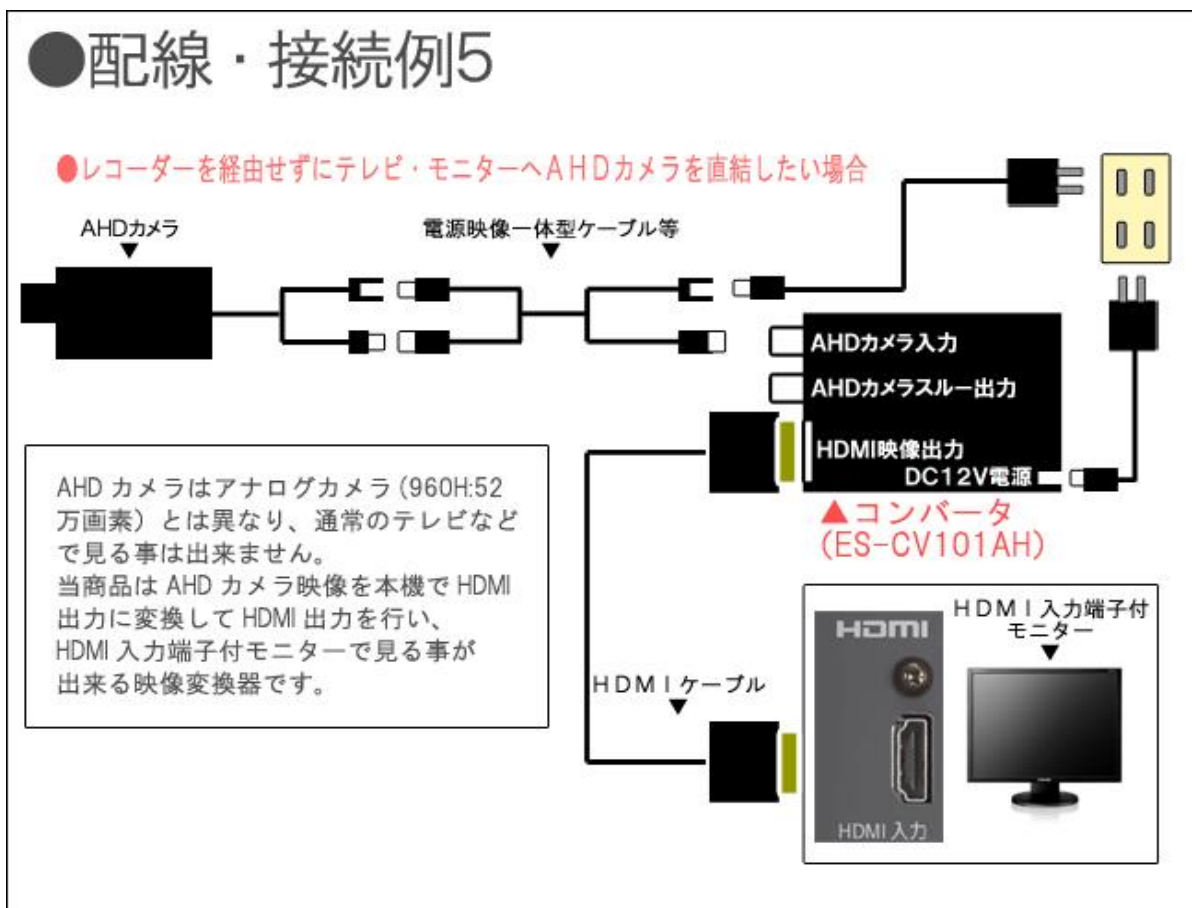 ●配線・接続例5
●レコーダーを経由せずにテレビ・モニターへAHDカメラを直結したい場合
AHDカメラ
▼
電源映像一体型ケーブル等
▼
AHDカメラ入力
AHDカメラスルー出力
HDMI映像出力
DC12V電源
▲コンバータ
(ES-CV101AH)
AHD カメラはアナログカメラ(960H:52
万画素)とは異なり、通常のテレビなど
で見る事は出来ません。
当商品は AHD カメラ映像を本機で HDMI
出力に変換して HDMI 出力を行い、
HDMI 入力端子付モニターで見る事が
出来る映像変換器です。
HDMIケーブル
▼
HDMI
HDMI 入力
HDMI入力端子付
モニター
▼